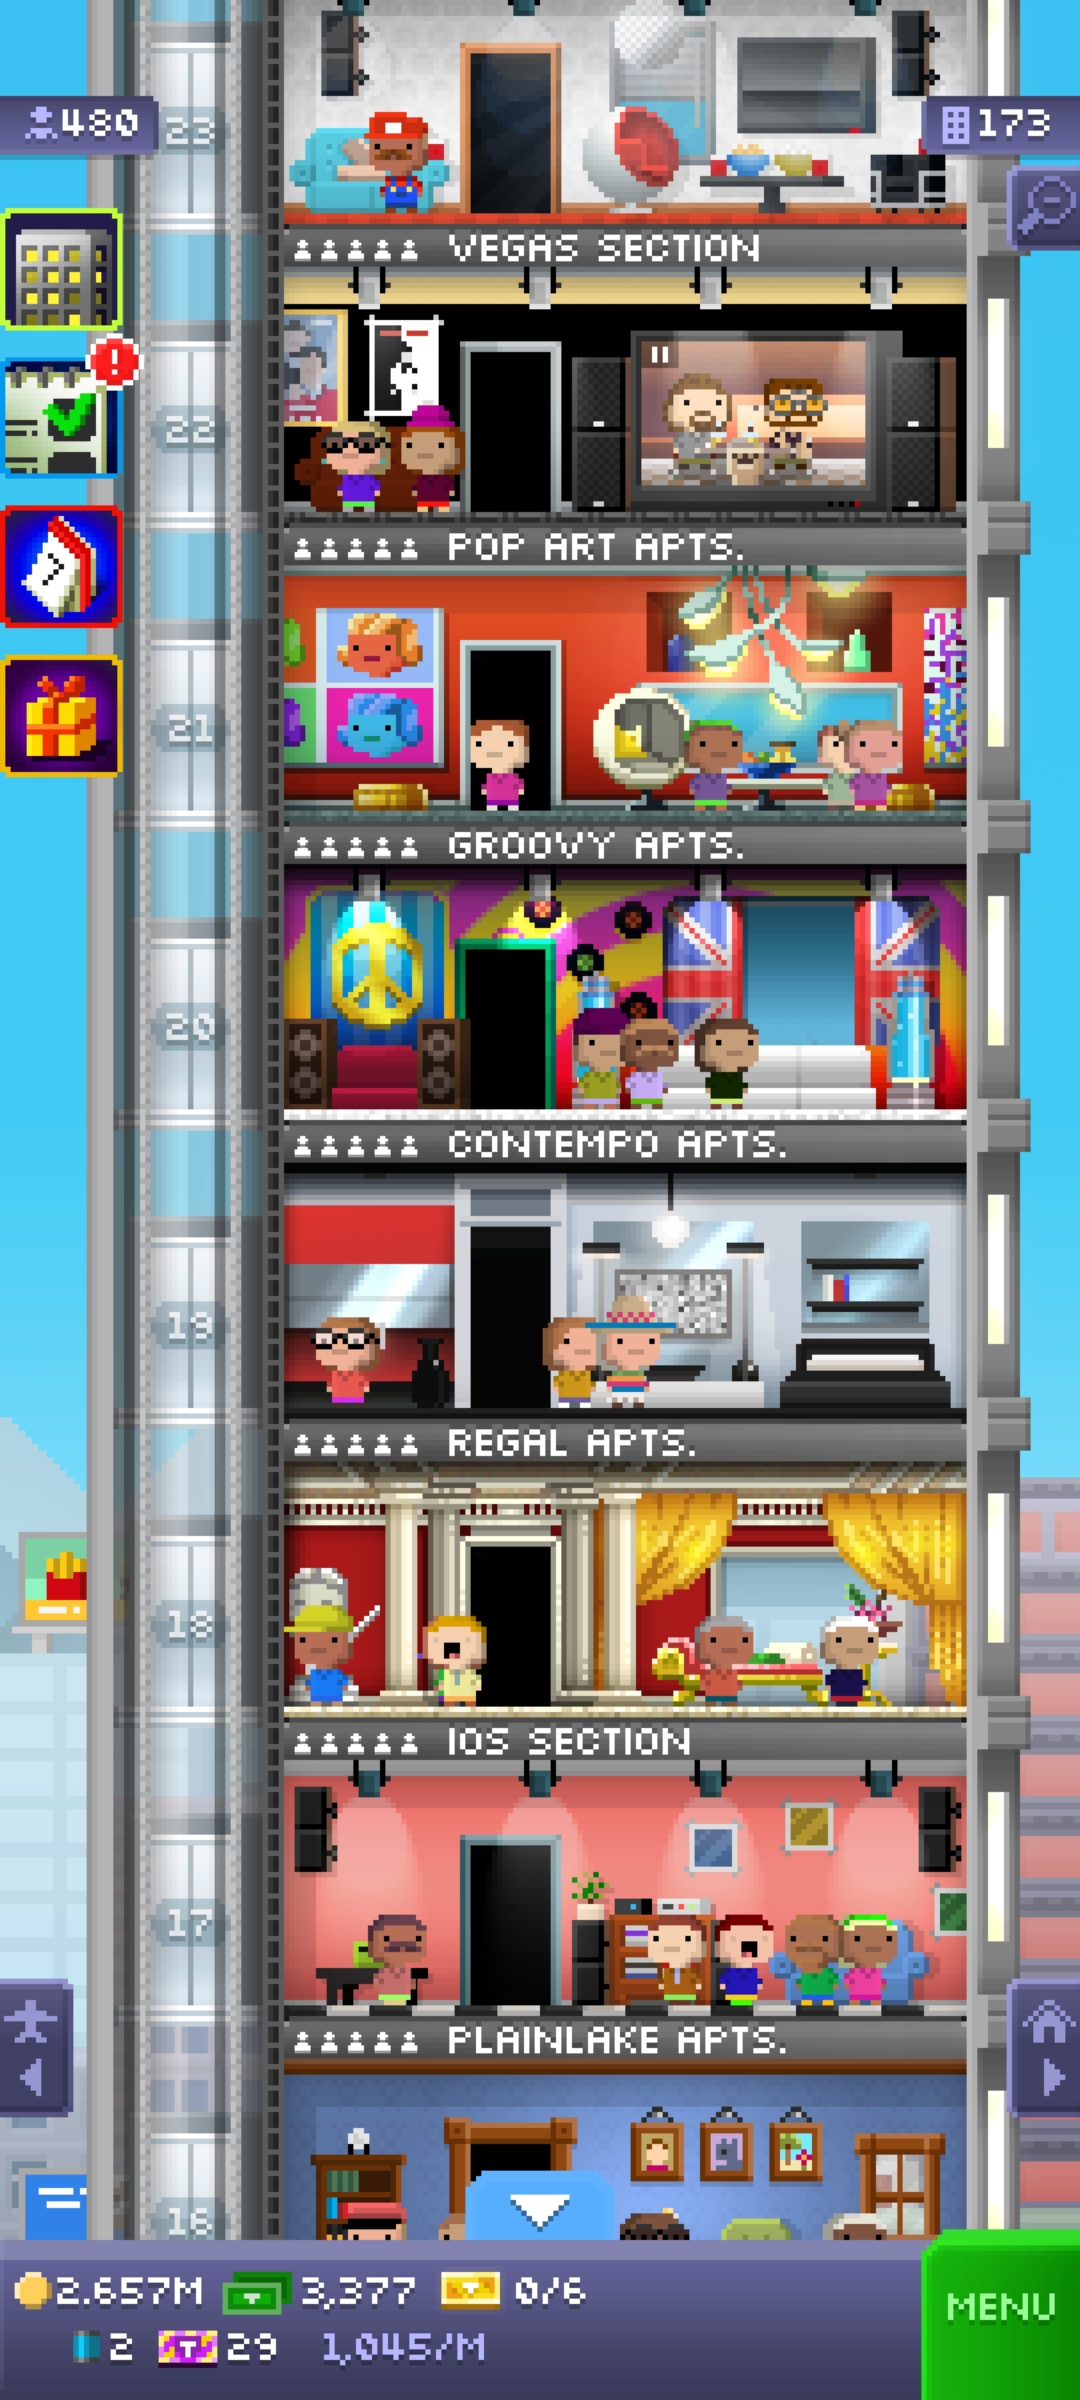 480
23
173
VEGAS SECTION
22
POP ART APTS.
7
21
GROOVY APTS.
20
CONTEMPO APTS.
19
REGAL APTS.
18
IOS SECTION
17
PLAINLAKE APTS.
16
2.657M 3,377 0/6
2 29 1,045/M
MENU